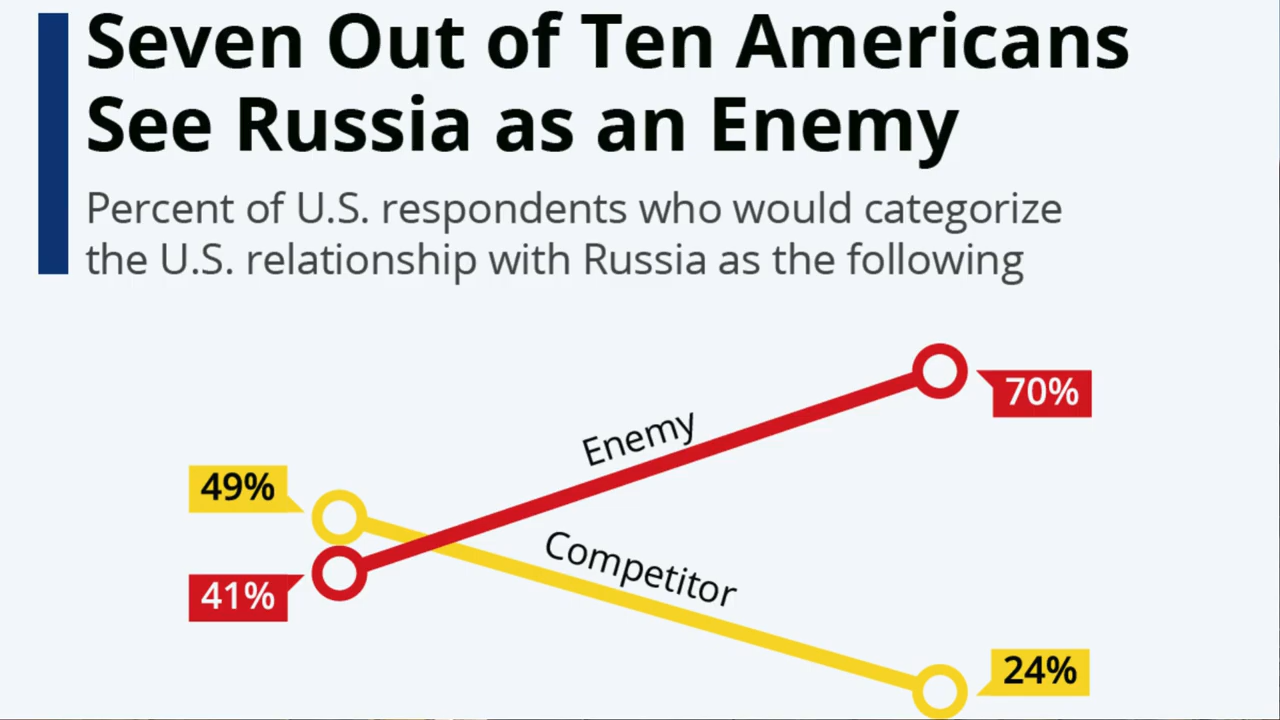 Seven Out of Ten Americans
See Russia as an Enemy
Percent of U.S. respondents who would categorize
the U.S. relationship with Russia as the following
70%
Enemy
49%
Competitor
41%
24%